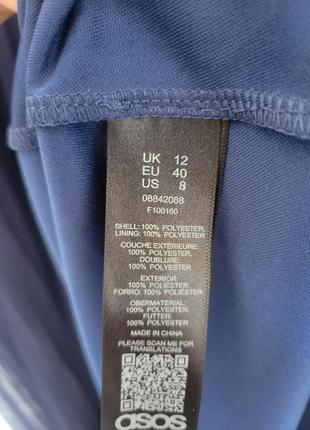 UK 12
EU 40
US 8
08842088
F100160
SHELL: 100% POLYESTER,
LINING: 100% POLYESTER
COUCHE EXTÉRIEURE:
100% POLYESTER,
DOUBLURE:
100% POLYESTER
EXTERIOR:
100% POLIÉSTER,
FORRO: 100% POLIÉSTER
OBERMATERIAL:
100% POLYESTER,
FUTTER:
100% POLYESTER
MADE IN CHINA
PLEASE SCAN ME FOR
TRANSLATIONS
asos